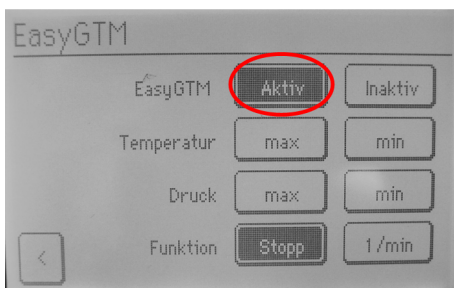 EasyGTM
EasyGTM Aktiv Inaktiv
Temperatur max min
Druck max min
Funktion Stopp 1/min
<